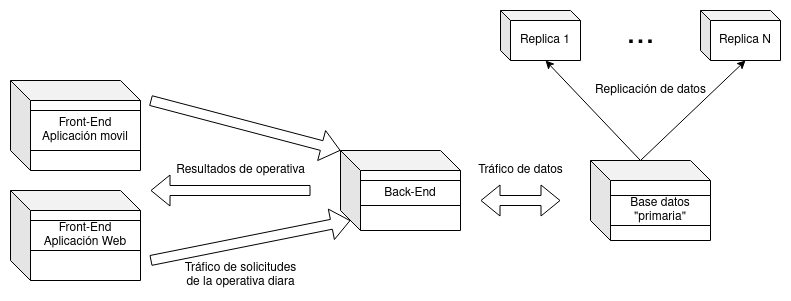 Replica 1
...
Replica N
Replicación de datos
Front-End
Aplicación movil
Resultados de operativa
Back-End
Tráfico de datos
Base datos
"primaria"
Front-End
Aplicación Web
Tráfico de solicitudes
de la operativa diara